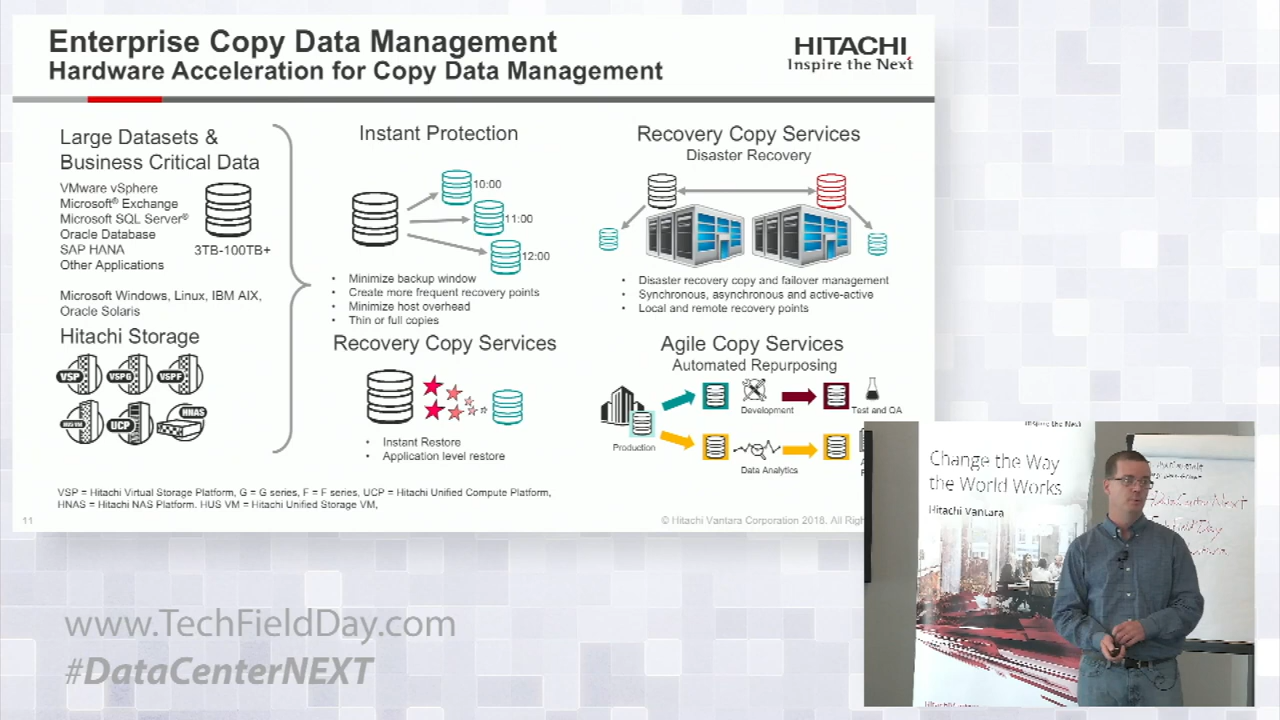 Enterprise Copy Data Management
Hardware Acceleration for Copy Data Management
HITACHI
Inspire the Next
Large Datasets &
Business Critical Data
VMware vSphere
Microsoft® Exchange
Microsoft SQL Server®
Oracle Database
SAP HANA
Other Applications
3TB-100TB+
Microsoft Windows, Linux, IBM AIX,
Oracle Solaris
Hitachi Storage
VSP
VSPG
VSPF
HUS VM
UCP
HNAS
Instant Protection
10:00
11:00
12:00
• Minimize backup window
• Create more frequent recovery points
• Minimize host overhead
• Thin or full copies
Recovery Copy Services
• Instant Restore
• Application level restore
Recovery Copy Services
Disaster Recovery
• Disaster recovery copy and failover management
• Synchronous, asynchronous and active-active
• Local and remote recovery points
Agile Copy Services
Automated Repurposing
Production
Development
Test and QA
Data Analytics
VSP = Hitachi Virtual Storage Platform, G = G series, F = F series, UCP = Hitachi Unified Compute Platform,
HNAS = Hitachi NAS Platform. HUS VM = Hitachi Unified Storage VM,
11
© Hitachi Vantara Corporation 2018. All Righ
Inspire the Next
Change the Way
the World Works
Hitachi Vantara
DataCenterNext
www.TechFieldDay.com
#DataCenterNEXT